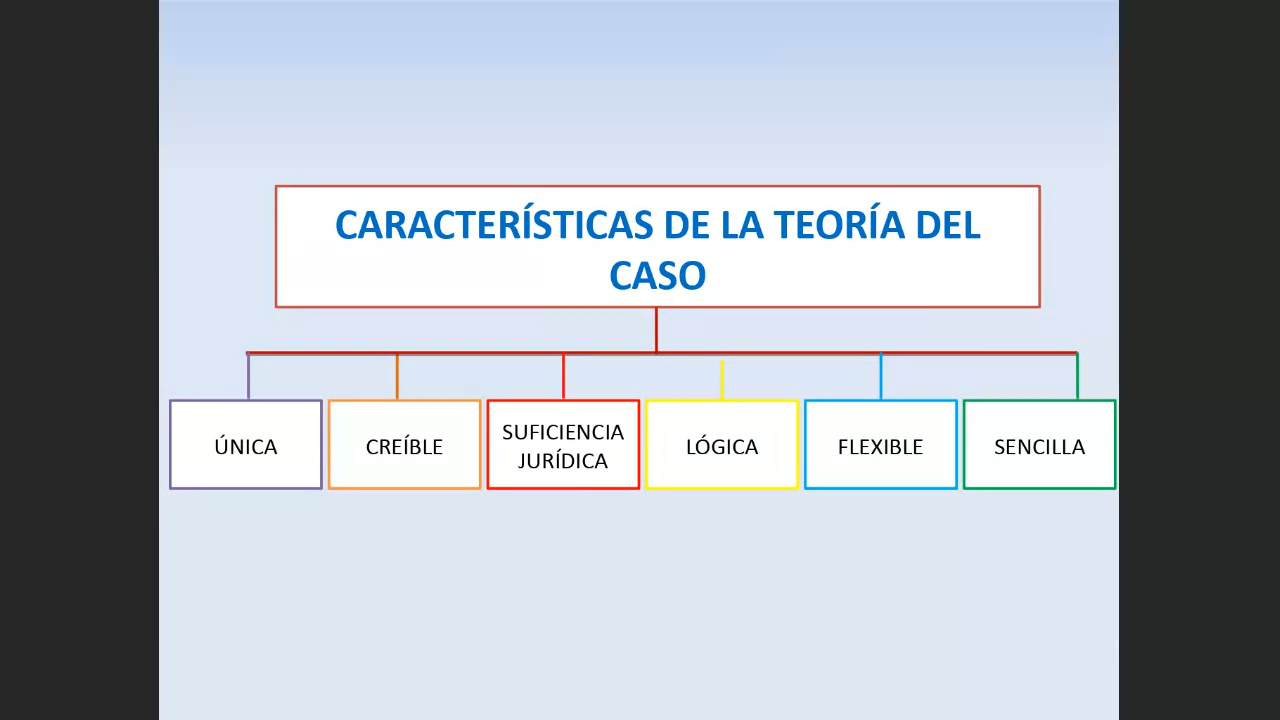 CARACTERÍSTICAS DE LA TEORÍA DEL
CASO
ÚNICA
CREÍBLE
SUFICIENCIA
JURÍDICA
LÓGICA
FLEXIBLE
SENCILLA